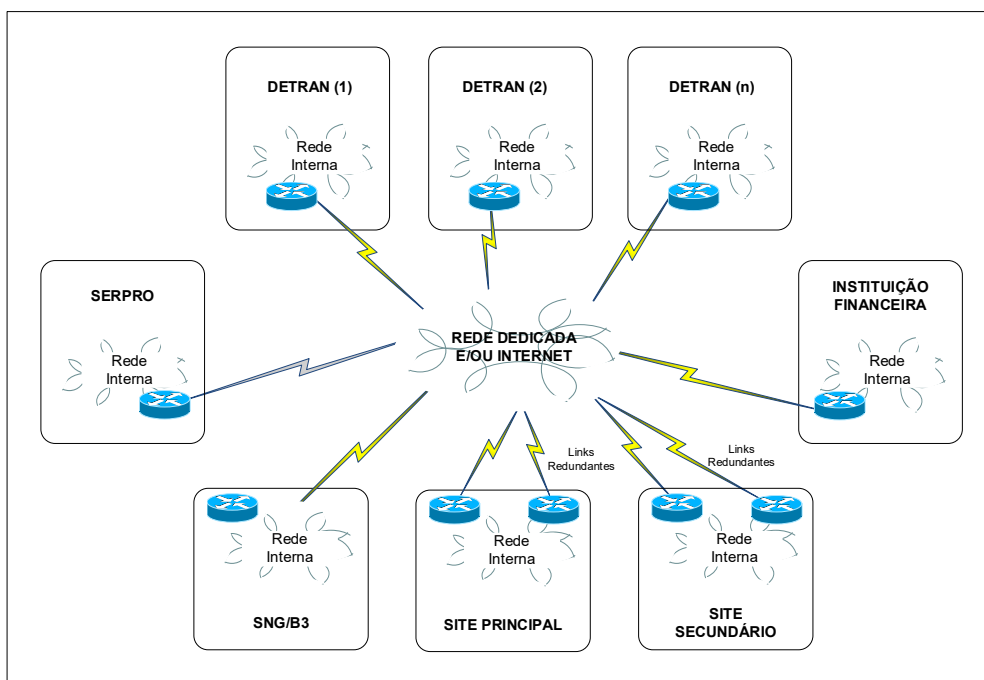 DETRAN (1)
Rede
Interna
DETRAN (2)
Rede
Interna
DETRAN (n)
Rede
Interna
SERPRO
Rede
Interna
REDE DEDICADA
E/OU INTERNET
INSTITUIÇÃO
FINANCEIRA
Rede
Interna
Links
Redundantes
Links
Redundantes
Rede
Interna
SNG/B3
Rede
Interna
SITE PRINCIPAL
Rede
Interna
SITE
SECUNDÁRIO